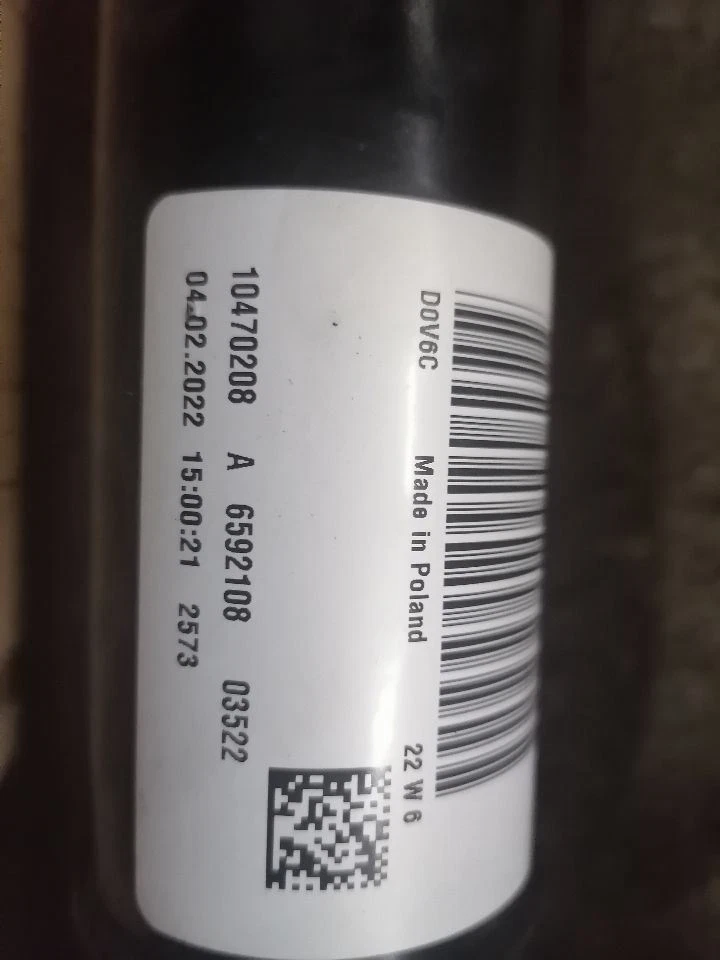 D0V6C Made in Poland 22 W 6
10470208 A 6592108 03522
04.02.2022 15:00:21 2573